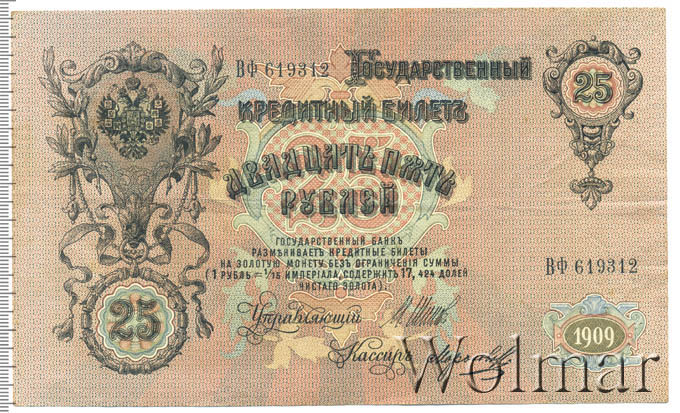 ВФ 619312
Государственный
25
Кредитный Билетъ
Двадцать пять
25
Рублей
ГОСУДАРСТВЕННЫЙ БАНКЪ
РАЗМѢНИВАЕТЪ КРЕДИТНЫЕ БИЛЕТЫ
НА ЗОЛОТУЮ МОНЕТУ БЕЗЪ ОГРАНИЧЕНІЯ СУММЫ
(1 РУБЛЬ = 1/15 ИМПЕРІАЛА, СОДЕРЖИТЪ 17,424 ДОЛЕЙ
ЧИСТАГО ЗОЛОТА).
ВФ 619312
25
Управляющій
Кассиръ
1909
Wolmar